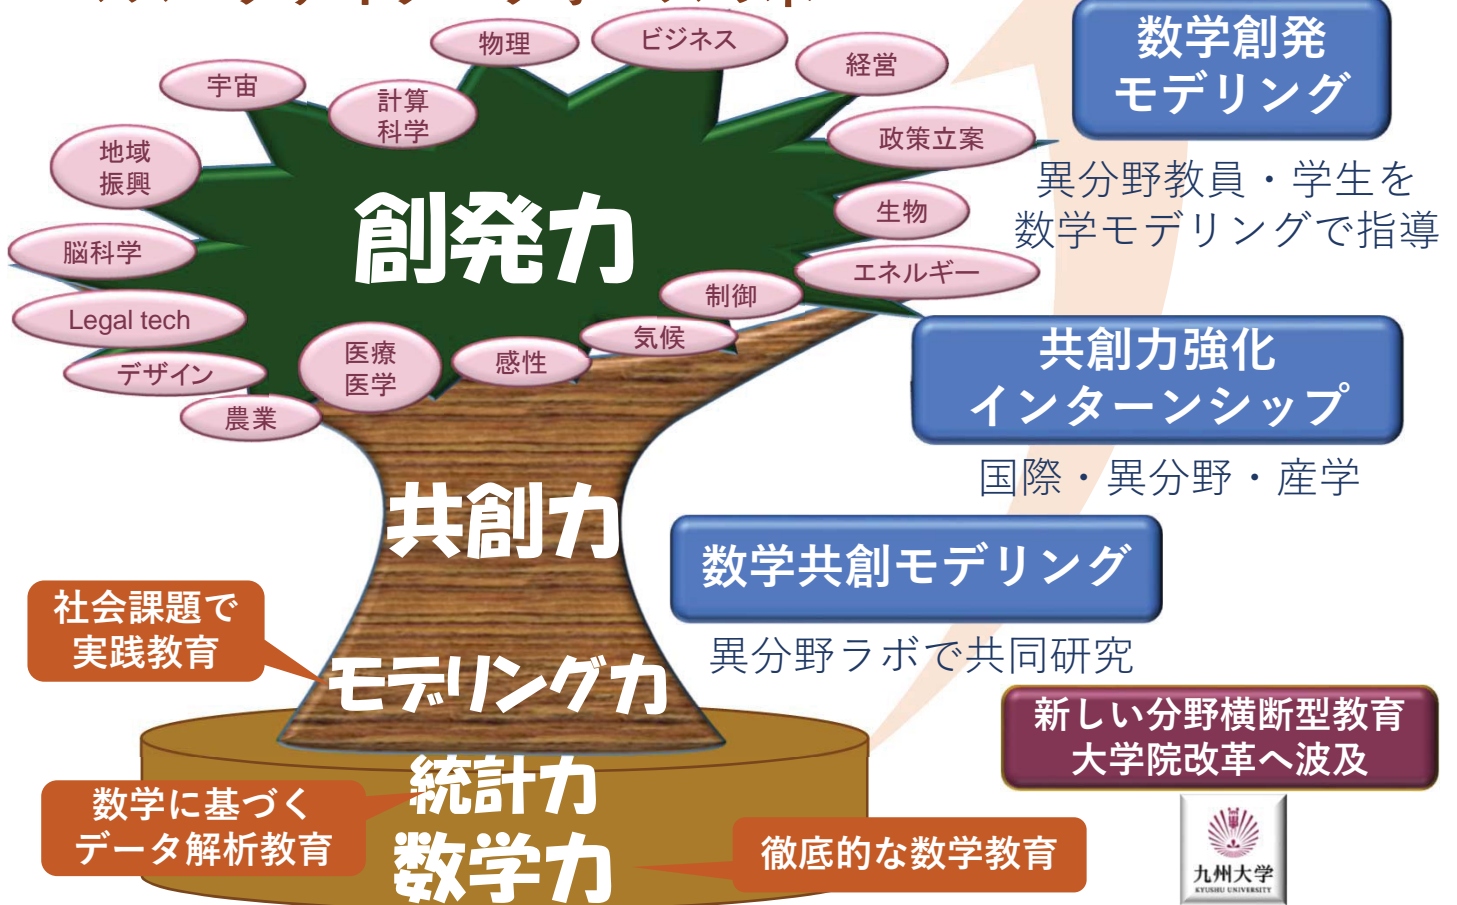 物理
ビジネス
経営
宇宙
計算
科学
政策立案
地域
振興
生物
脳科学
エネルギー
制御
Legal tech
気候
医療
医学
感性
デザイン
農業
創発力
共創力
モデリング力
統計力
数学力
社会課題で
実践教育
数学に基づく
データ解析教育
徹底的な数学教育
数学創発
モデリング
異分野教員・学生を
数学モデリングで指導
共創力強化
インターンシップ
国際・異分野・産学
数学共創モデリング
異分野ラボで共同研究
新しい分野横断型教育
大学院改革へ波及
九州大学
KYUSHU UNIVERSITY